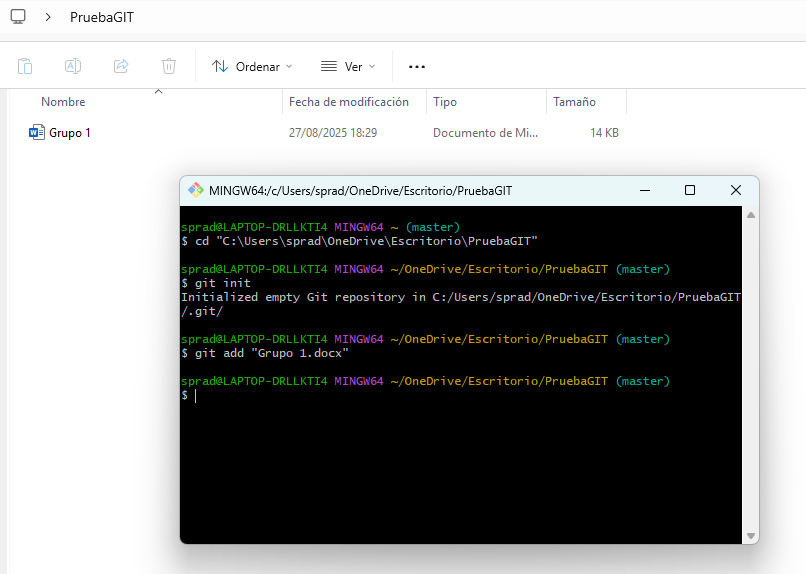 PruebaGIT
Ordenar
Ver
Nombre
Fecha de modificación
Tipo
Tamaño
Grupo 1
27/08/2025 18:29
Documento de Mi...
14 KB
MINGW64:/c/Users/sprad/OneDrive/Escritorio/PruebaGIT
sprad@LAPTOP-DRLLKTI4 MINGW64 ~ (master)
$ cd "C:\Users\sprad\OneDrive\Escritorio\PruebaGIT"
sprad@LAPTOP-DRLLKTI4 MINGW64 ~/OneDrive/Escritorio/PruebaGIT (master)
$ git init
Initialized empty Git repository in C:/Users/sprad/OneDrive/Escritorio/PruebaGIT
/.git/
sprad@LAPTOP-DRLLKTI4 MINGW64 ~/OneDrive/Escritorio/PruebaGIT (master)
$ git add "Grupo 1.docx"
sprad@LAPTOP-DRLLKTI4 MINGW64 ~/OneDrive/Escritorio/PruebaGIT (master)
$